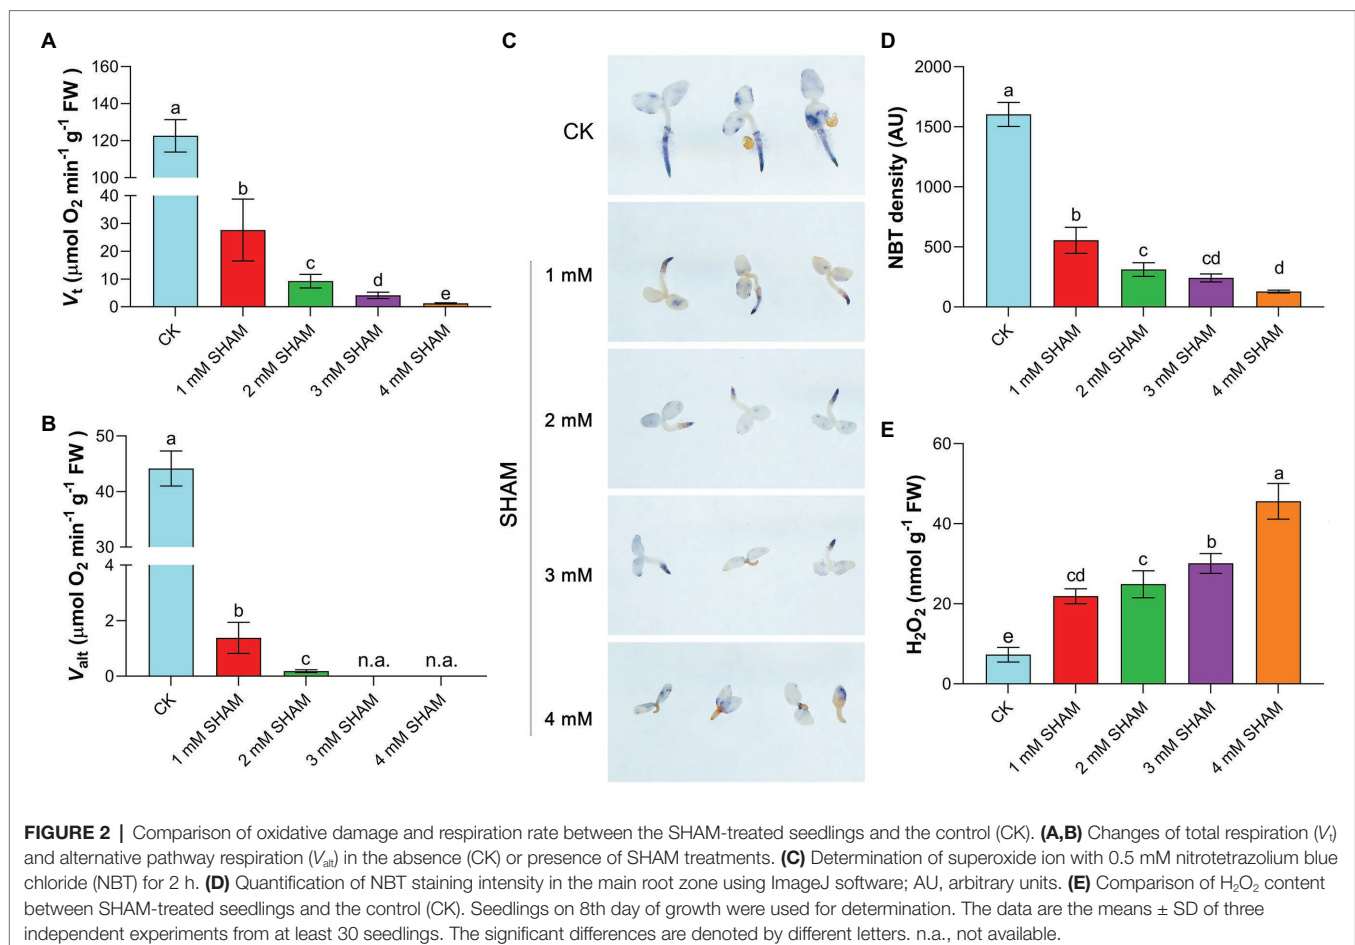 A
Vt (μmol O2 min-1 g-1 FW )
160
140
120
100
40
30
20
10
0
a
b
c
d
e
CK
1 mM SHAM
2 mM SHAM
3 mM SHAM
4 mM SHAM
B
Valt (μmol O2 min-1 g-1 FW)
50
40
30
4
2
0
a
b
c
n.a.
n.a.
CK
1 mM SHAM
2 mM SHAM
3 mM SHAM
4 mM SHAM
C
CK
SHAM
1 mM
2 mM
3 mM
4 mM
D
NBT density (AU)
2000
1500
1000
500
0
a
b
c
cd
d
CK
1 mM SHAM
2 mM SHAM
3 mM SHAM
4 mM SHAM
E
H2O2 (nmol g-1 FW)
60
40
20
0
e
cd
c
b
a
CK
1 mM SHAM
2 mM SHAM
3 mM SHAM
4 mM SHAM
FIGURE 2 | Comparison of oxidative damage and respiration rate between the SHAM-treated seedlings and the control (CK). (A,B) Changes of total respiration (Vt)
and alternative pathway respiration (Valt) in the absence (CK) or presence of SHAM treatments. (C) Determination of superoxide ion with 0.5 mM nitrotetrazolium blue
chloride (NBT) for 2 h. (D) Quantification of NBT staining intensity in the main root zone using ImageJ software; AU, arbitrary units. (E) Comparison of H2O2 content
between SHAM-treated seedlings and the control (CK). Seedlings on 8th day of growth were used for determination. The data are the means ± SD of three
independent experiments from at least 30 seedlings. The significant differences are denoted by different letters. n.a., not available.